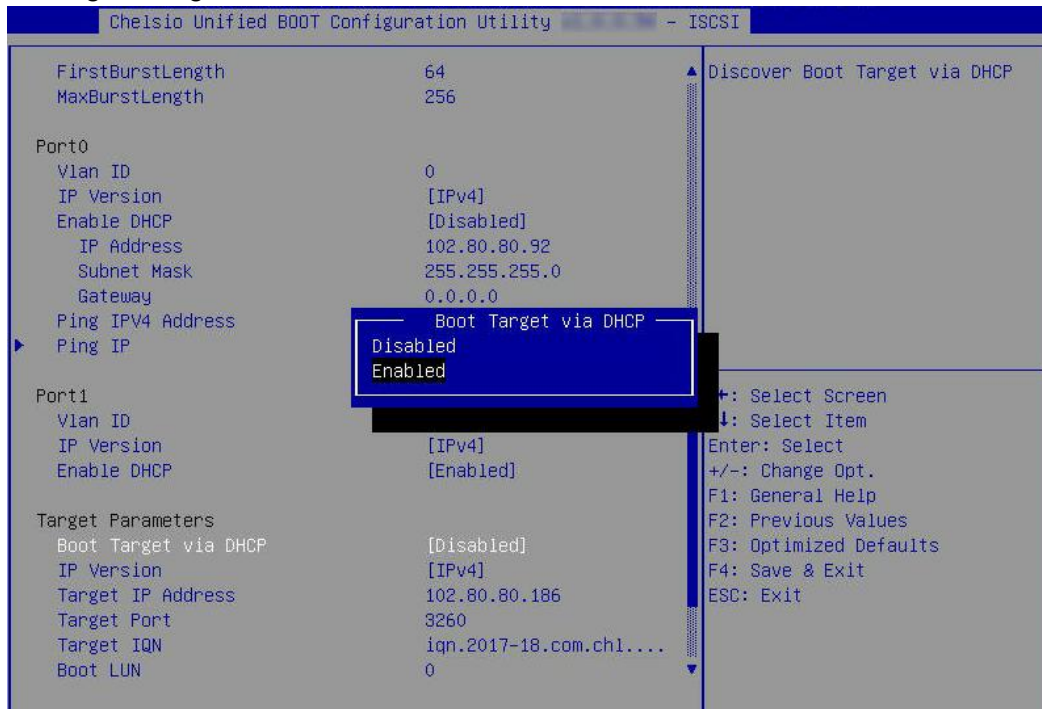 Chelsio Unified BOOT Configuration Utility - ISCSI
FirstBurstLength 64
MaxBurstLength 256
Port0
Vlan ID 0
IP Version [IPv4]
Enable DHCP [Disabled]
IP Address 102.80.80.92
Subnet Mask 255.255.255.0
Gateway 0.0.0.0
Ping IPV4 Address
Ping IP
Boot Target via DHCP
Disabled
Enabled
Port1
Vlan ID
IP Version [IPv4]
Enable DHCP [Enabled]
Target Parameters
Boot Target via DHCP [Disabled]
IP Version [IPv4]
Target IP Address 102.80.80.186
Target Port 3260
Target IQN iqn.2017-18.com.chl....
Boot LUN 0
Discover Boot Target via DHCP
: Select Screen
: Select Item
Enter: Select
+/-: Change Opt.
F1: General Help
F2: Previous Values
F3: Optimized Defaults
F4: Save & Exit
ESC: Exit